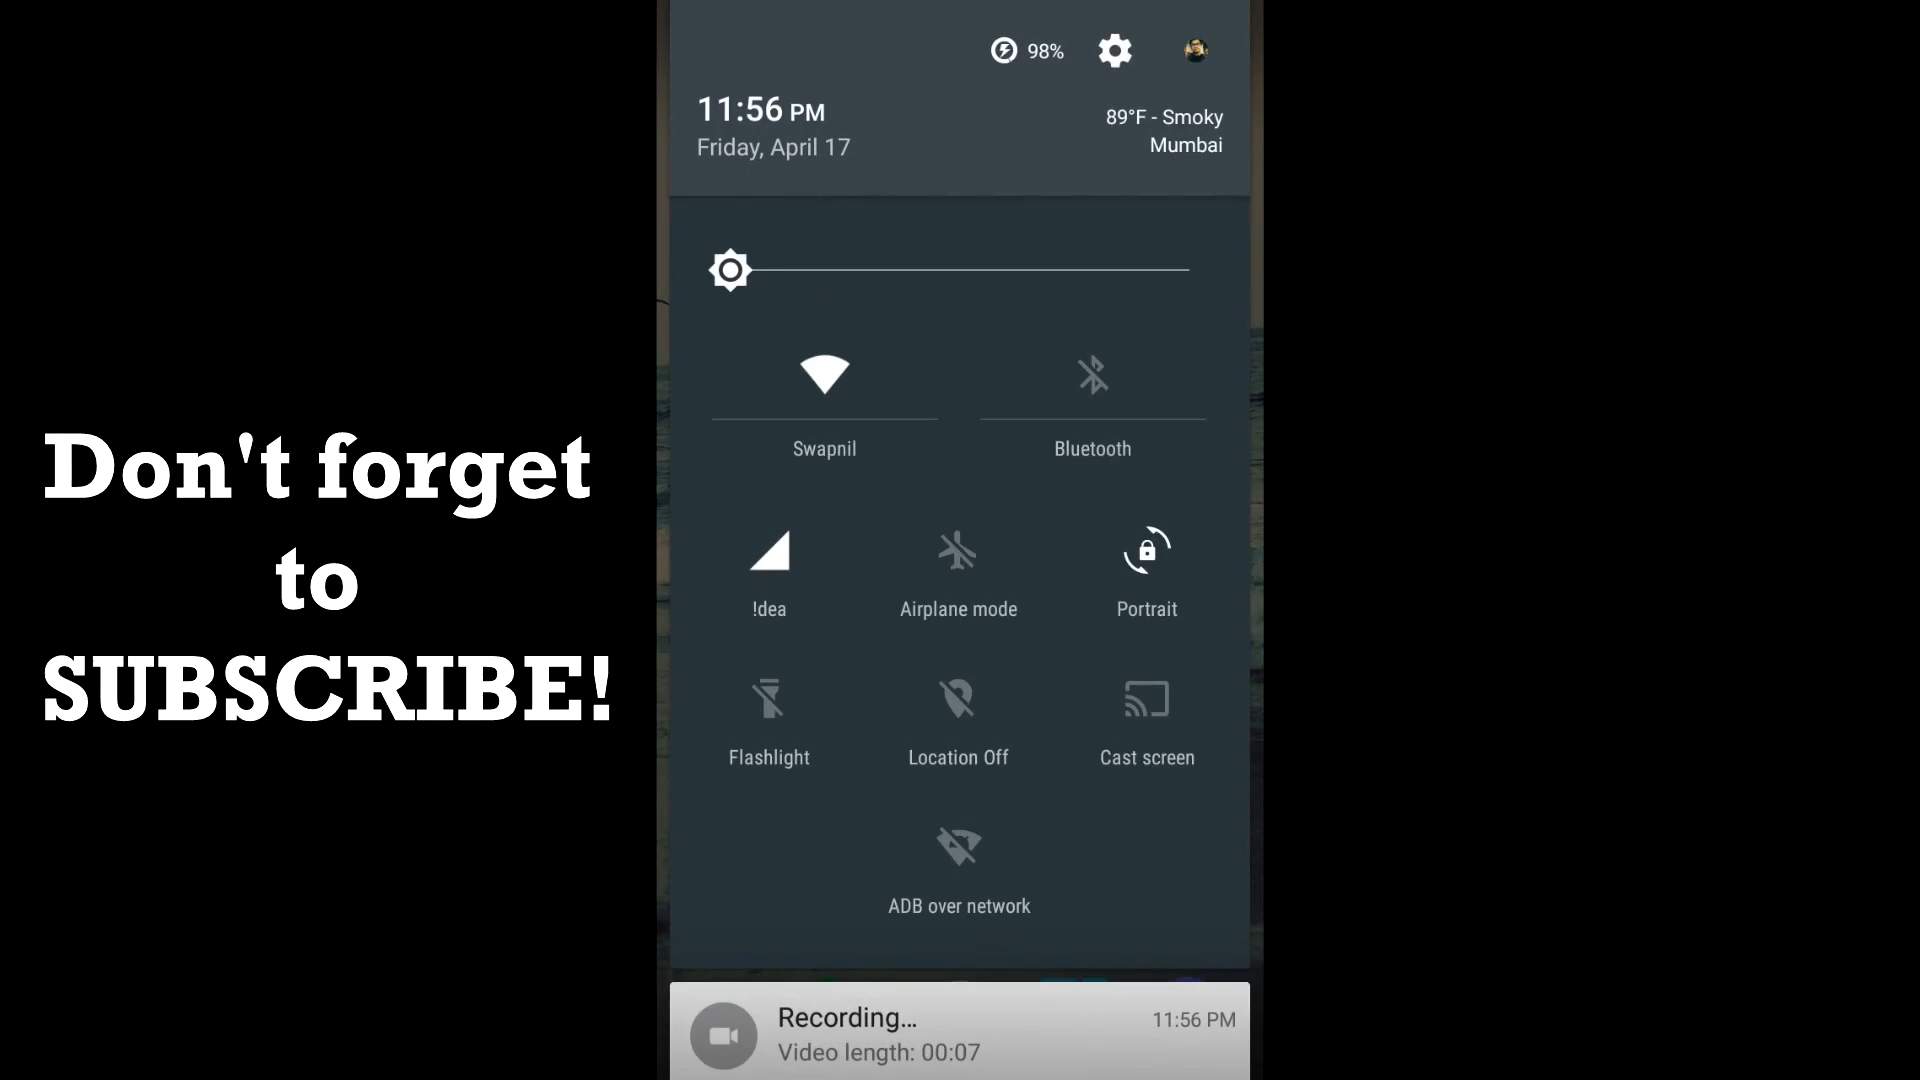 98%
11:56 PM
Friday, April 17
89°F - Smoky
Mumbai
Swapnil
Bluetooth
Don't forget
to
SUBSCRIBE!
!dea
Airplane mode
Portrait
Flashlight
Location Off
Cast screen
ADB over network
Recording...
11:56 PM
Video length: 00:07